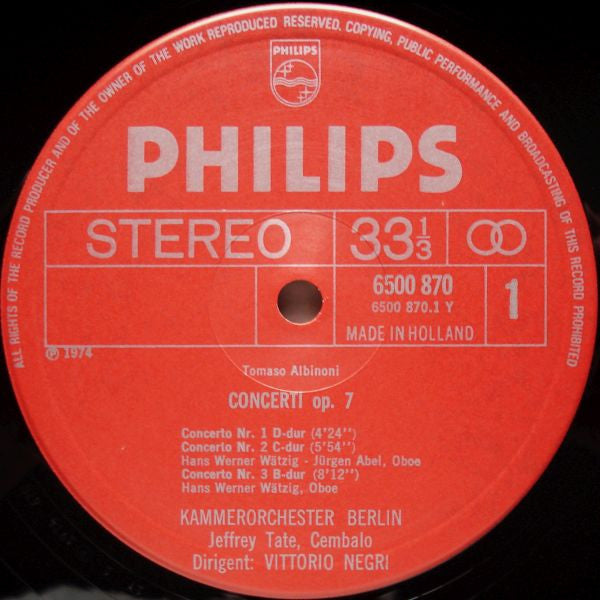 ALL RIGHTS OF THE RECORD PRODUCER AND OF THE OWNER OF THE WORK REPRODUCED RESERVED. COPYING, PUBLIC PERFORMANCE AND BROADCASTING OF THIS RECORD PROHIBITED
PHILIPS
PHILIPS
STEREO 33 1/3
6500 870 1
6500 870.1 Y
MADE IN HOLLAND
℗ 1974
Tomaso Albinoni
CONCERTI op. 7
Concerto Nr. 1 D-dur (4'24'')
Concerto Nr. 2 C-dur (5'54'')
Hans Werner Wätzig - Jürgen Abel, Oboe
Concerto Nr. 3 B-dur (8'12'')
Hans Werner Wätzig, Oboe
KAMMERORCHESTER BERLIN
Jeffrey Tate, Cembalo
Dirigent: VITTORIO NEGRI